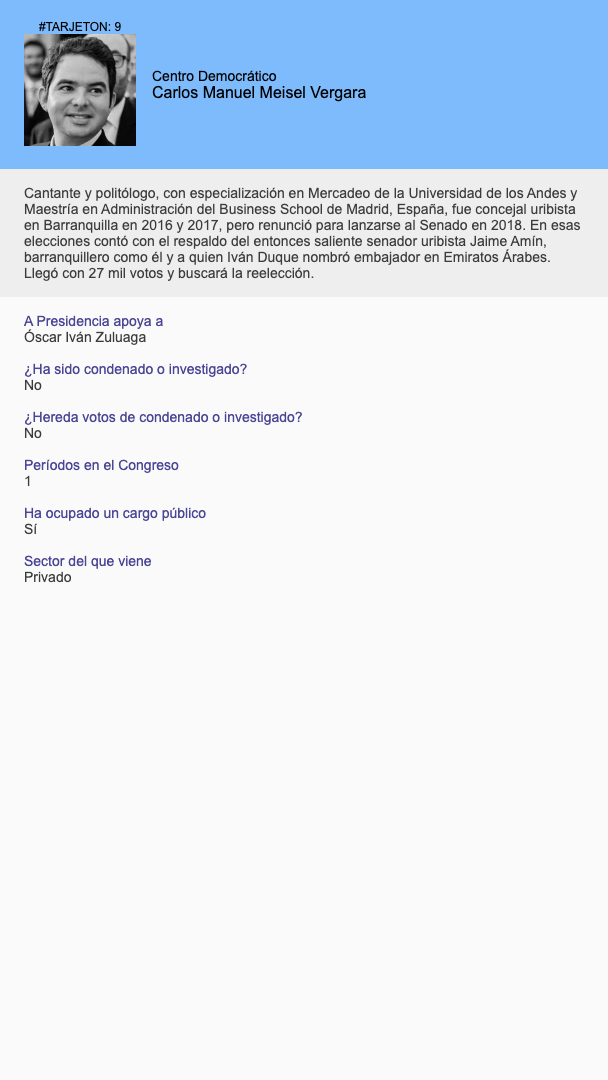 #TARJETON: 9
Centro Democrático
Carlos Manuel Meisel Vergara
Cantante y politólogo, con especialización en Mercadeo de la Universidad de los Andes y
Maestría en Administración del Business School de Madrid, España, fue concejal uribista
en Barranquilla en 2016 y 2017, pero renunció para lanzarse al Senado en 2018. En esas
elecciones contó con el respaldo del entonces saliente senador uribista Jaime Amín,
barranquillero como él y a quien Iván Duque nombró embajador en Emiratos Árabes.
Llegó con 27 mil votos y buscará la reelección.
A Presidencia apoya a
Óscar Iván Zuluaga
¿Ha sido condenado o investigado?
No
¿Hereda votos de condenado o investigado?
No
Períodos en el Congreso
1
Ha ocupado un cargo público
Sí
Sector del que viene
Privado